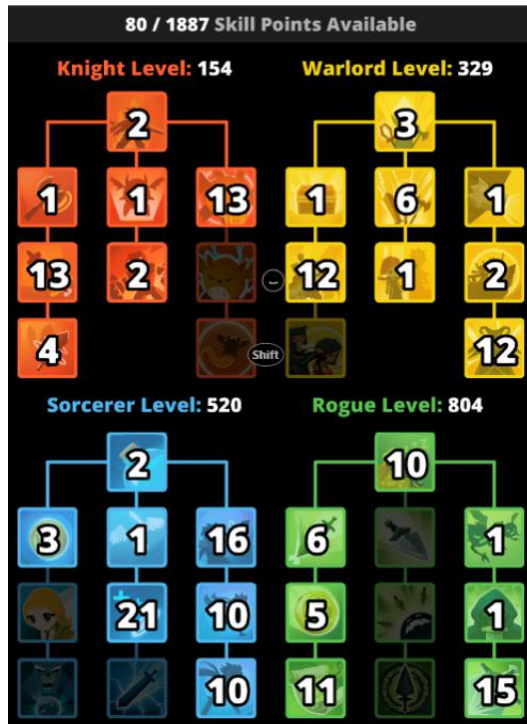 80 / 1887 Skill Points Available
Knight Level: 154 Warlord Level: 329
2 3
1 1 13 1 6 1
13 2 12 1 2
4 Shift 12
Sorcerer Level: 520 Rogue Level: 804
2 10
3 1 16 6 1
21 10 5 1
10 11 15